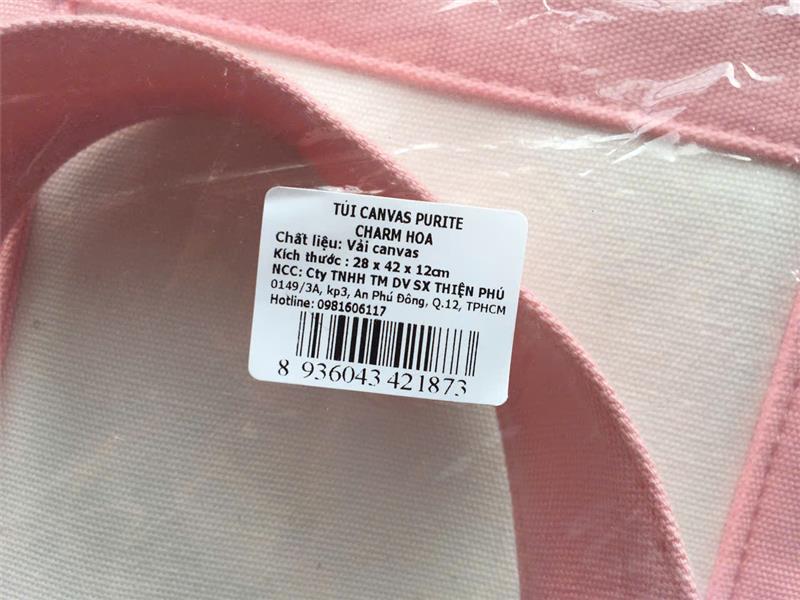 TÚI CANVAS PURITE
CHARM HOA
Chất liệu: Vải canvas
Kích thước : 28 x 42 x 12cm
NCC: Cty TNHH TM DV SX THIỆN PHÚ
0149/3A, kp3, An Phú Đông, Q.12, TPHCM
Hotline: 0981606117
8 936043 421873